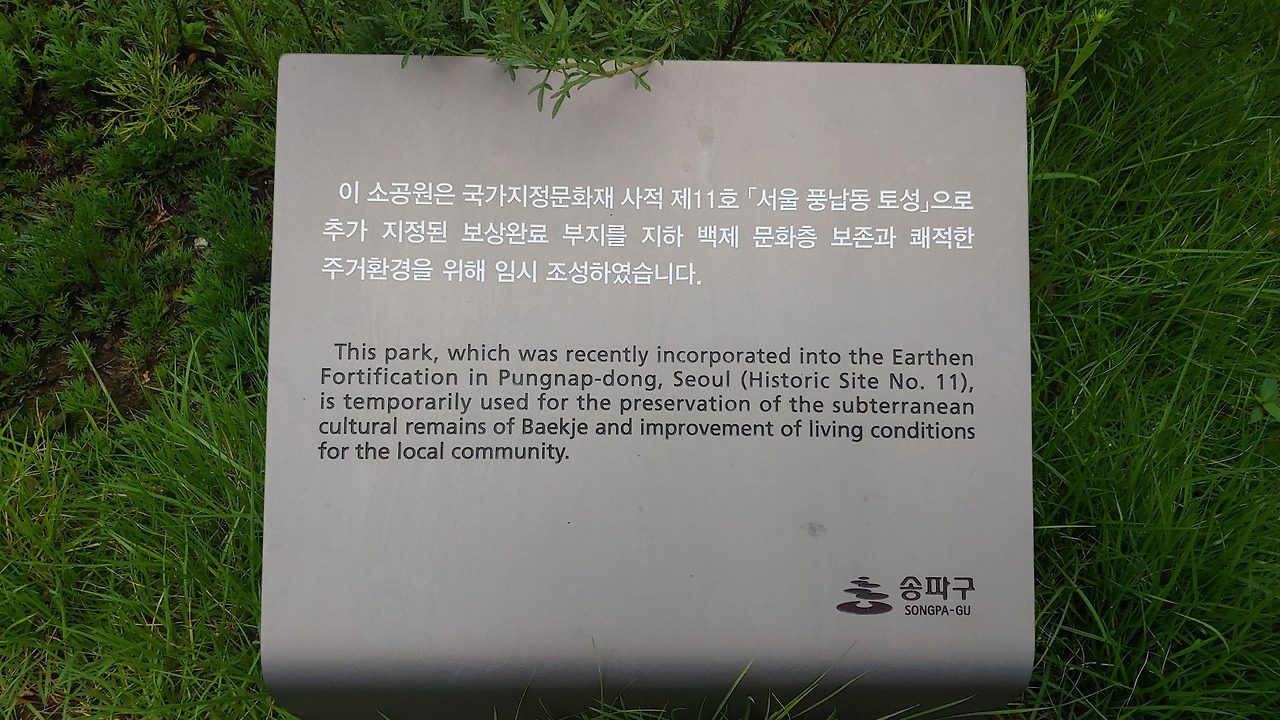 이 소공원은 국가지정문화재 사적 제11호 「서울 풍납동 토성」으로
추가 지정된 보상완료 부지를 지하 백제 문화층 보존과 쾌적한
주거환경을 위해 임시 조성하였습니다.
This park, which was recently incorporated into the Earthen
Fortification in Pungnap-dong, Seoul (Historic Site No. 11),
is temporarily used for the preservation of the subterranean
cultural remains of Baekje and improvement of living conditions
for the local community.
송파구
SONGPA-GU